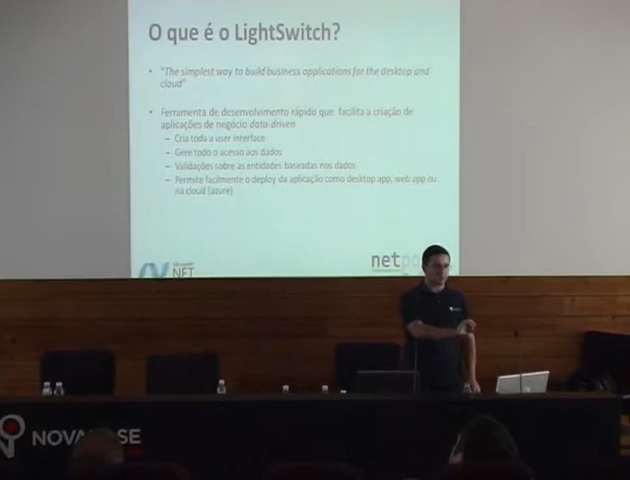 O que é o LightSwitch?
• "The simplest way to build business applications for the desktop and
cloud"
• Ferramenta de desenvolvimento rápido que facilita a criação de
aplicações de negócio data-driven
– Cria toda a user interface
– Gere todo o acesso aos dados
– Validações sobre as entidades baseadas nos dados
– Permite facilmente o deploy da aplicação como desktop app, web app ou
na cloud (azure)
Microsoft
.NET
netpo
NOVA SE